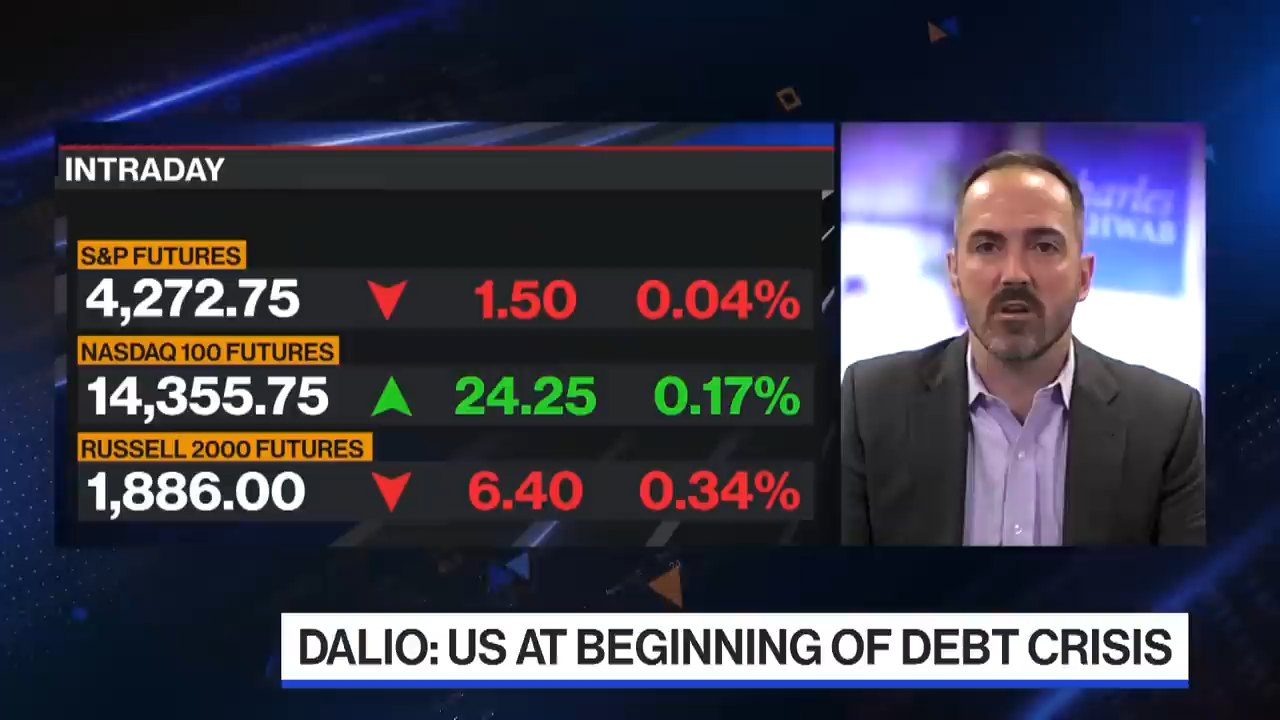 INTRADAY
S&P FUTURES
4,272.75 1.50 0.04%
NASDAQ 100 FUTURES
14,355.75 24.25 0.17%
RUSSELL 2000 FUTURES
1,886.00 6.40 0.34%
DALIO: US AT BEGINNING OF DEBT CRISIS